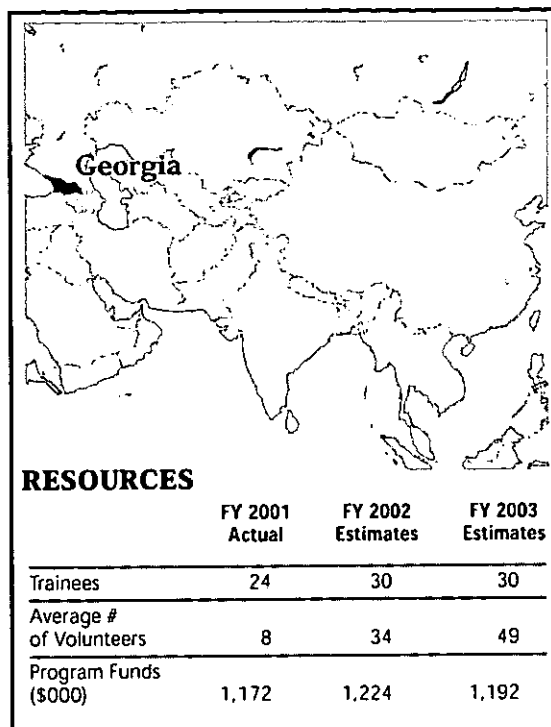 Georgia
RESOURCES
FY 2001 FY 2002 FY 2003
Actual Estimates Estimates
Trainees 24 30 30
Average #
of Volunteers 8 34 49
Program Funds
($000) 1,172 1,224 1,192